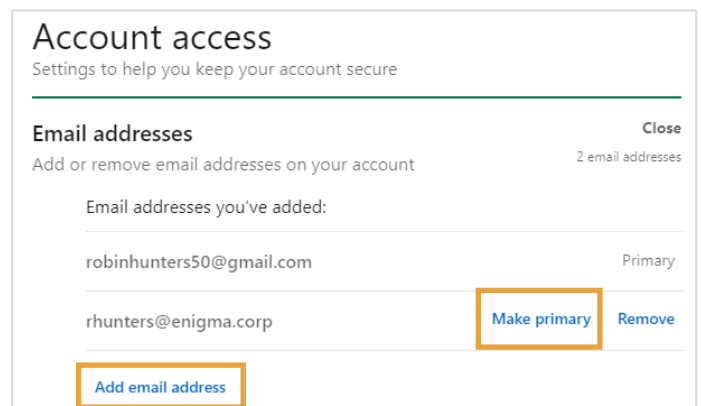 Account access
Settings to help you keep your account secure
Email addresses
Close
Add or remove email addresses on your account
2 email addresses
Email addresses you've added:
robinhunters50@gmail.com
Primary
rhunters@enigma.corp
Make primary
Remove
Add email address